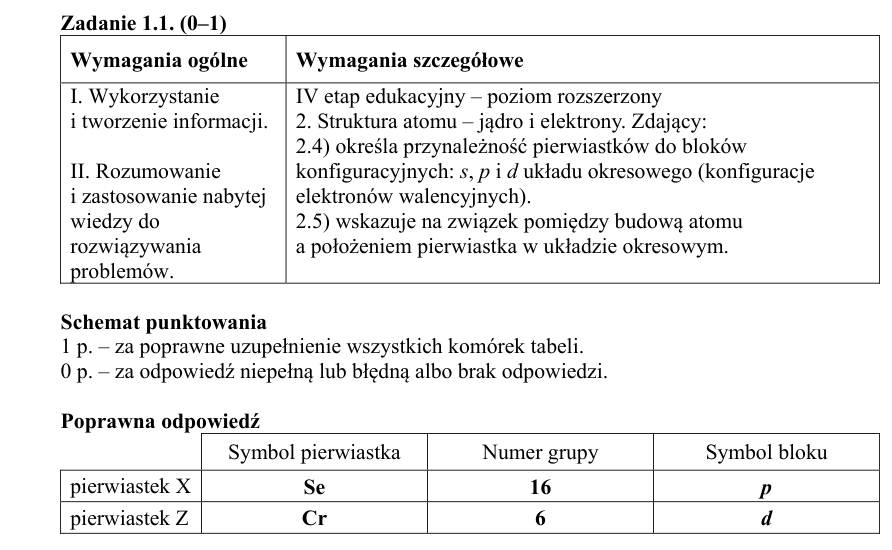 Zadanie 1.1. (0–1)
Wymagania ogólne
Wymagania szczegółowe
I. Wykorzystanie
i tworzenie informacji.
II. Rozumowanie
i zastosowanie nabytej
wiedzy do
rozwiązywania
problemów.
IV etap edukacyjny – poziom rozszerzony
2. Struktura atomu – jądro i elektrony. Zdający:
2.4) określa przynależność pierwiastków do bloków
konfiguracyjnych: s, p i d układu okresowego (konfiguracje
elektronów walencyjnych).
2.5) wskazuje na związek pomiędzy budową atomu
a położeniem pierwiastka w układzie okresowym.
Schemat punktowania
1 p. – za poprawne uzupełnienie wszystkich komórek tabeli.
0 p. – za odpowiedź niepełną lub błędną albo brak odpowiedzi.
Poprawna odpowiedź
Symbol pierwiastka Numer grupy Symbol bloku
pierwiastek X Se 16 p
pierwiastek Z Cr 6 d